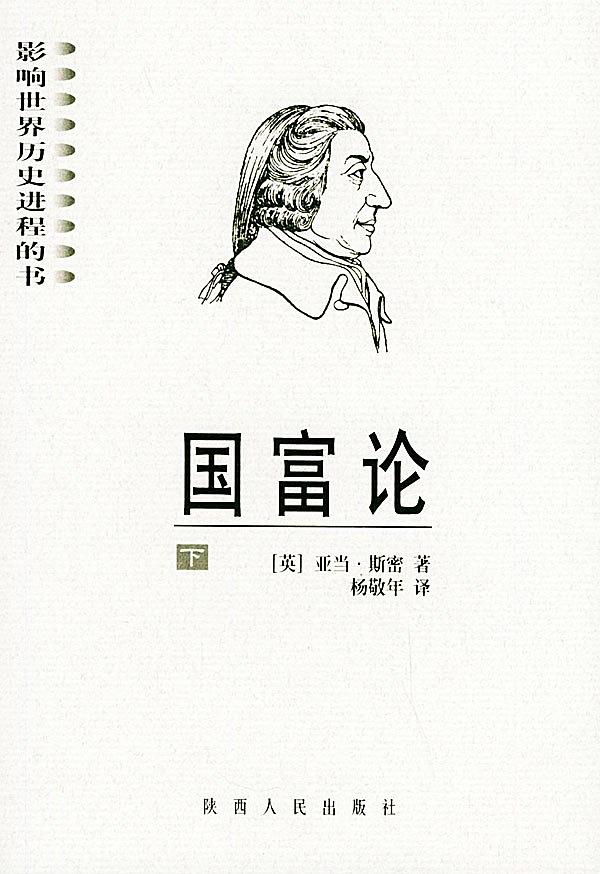 影响世界历史进程的书
国富论
下
[英] 亚当·斯密 著
杨敬年 译
陕西人民出版社